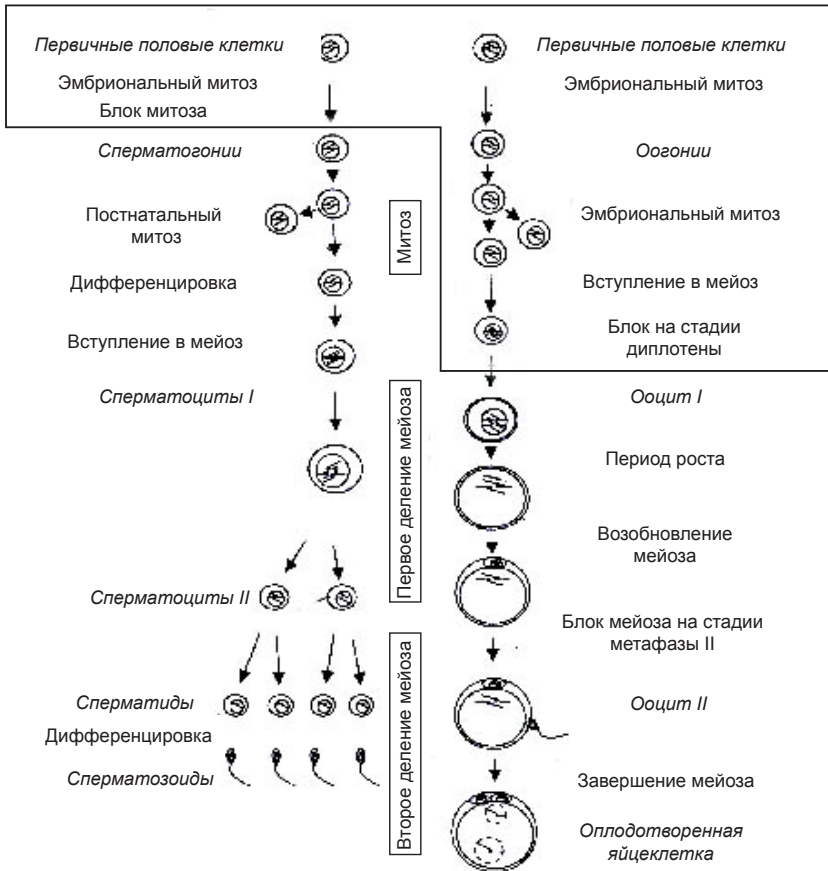 Первичные половые клетки
Эмбриональный митоз
Блок митоза
Сперматогонии
Постнатальный
митоз
Дифференцировка
Вступление в мейоз
Сперматоциты I
Сперматоциты II
Сперматиды
Дифференцировка
Сперматозоиды
Митоз
Первое деление мейоза
Второе деление мейоза
Первичные половые клетки
Эмбриональный митоз
Оогонии
Эмбриональный митоз
Вступление в мейоз
Блок на стадии
диплотены
Ооцит I
Период роста
Возобновление
мейоза
Блок мейоза на стадии
метафазы II
Ооцит II
Завершение мейоза
Оплодотворенная
яйцеклетка